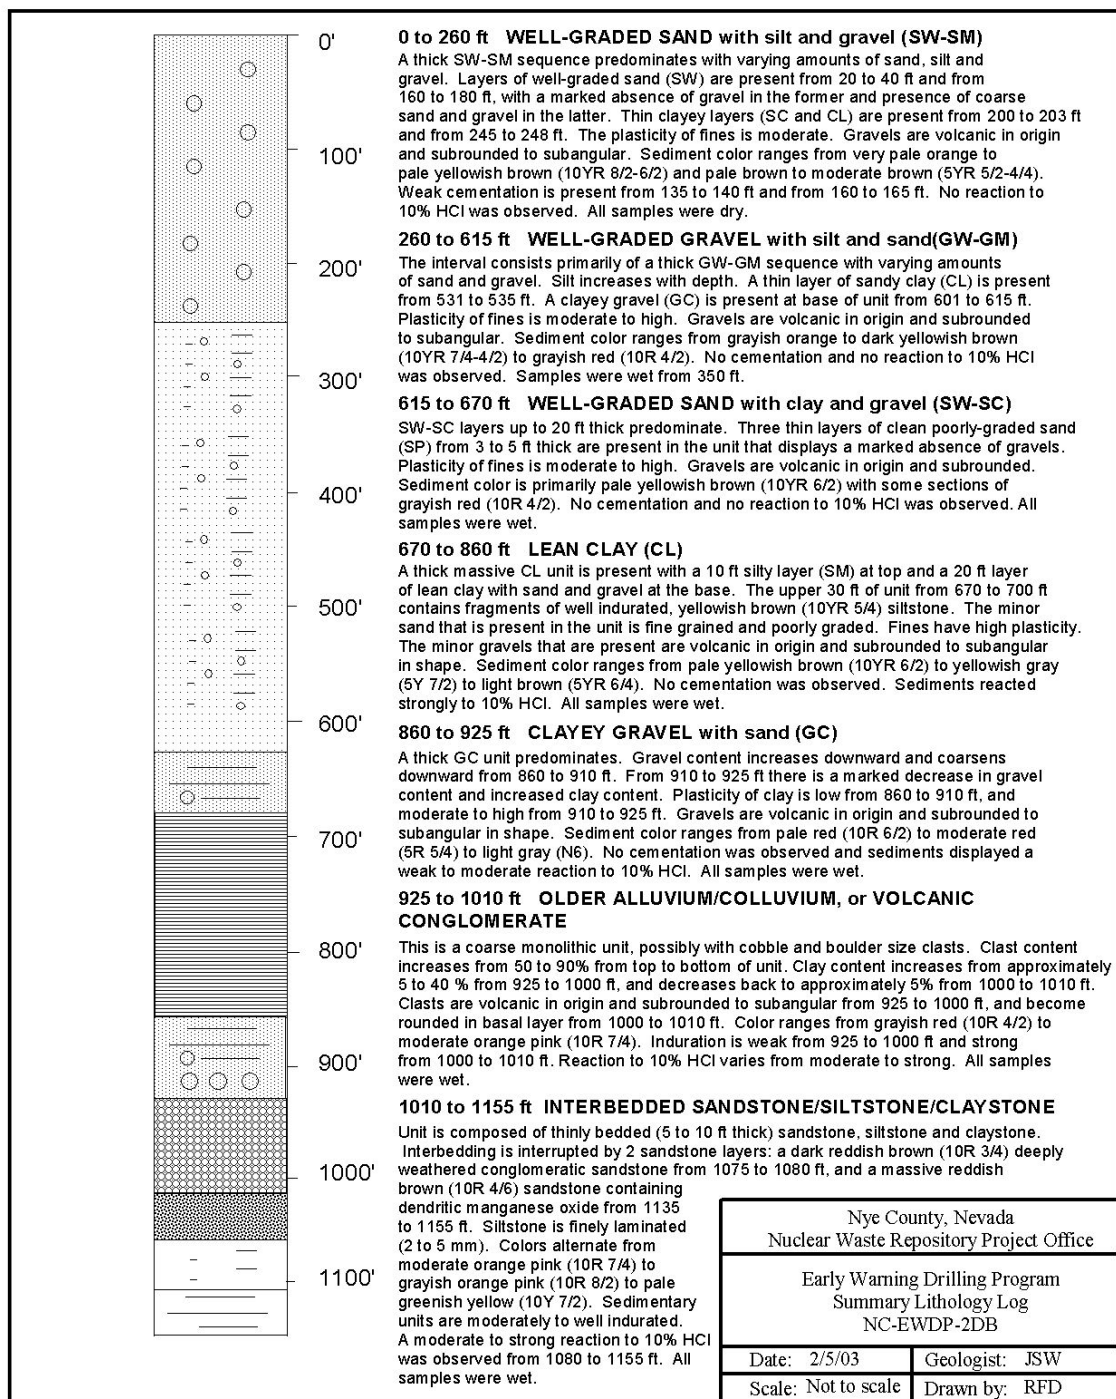 0'
100'
200'
300'
400'
500'
600'
700'
800'
900'
1000'
1100'
0 to 260 ft WELL-GRADED SAND with silt and gravel (SW-SM)
A thick SW-SM sequence predominates with varying amounts of sand, silt and
gravel. Layers of well-graded sand (SW) are present from 20 to 40 ft and from
160 to 180 ft, with a marked absence of gravel in the former and presence of coarse
sand and gravel in the latter. Thin clayey layers (SC and CL) are present from 200 to 203 ft
and from 245 to 248 ft. The plasticity of fines is moderate. Gravels are volcanic in origin
and subrounded to subangular. Sediment color ranges from very pale orange to
pale yellowish brown (10YR 8/2-6/2) and pale brown to moderate brown (5YR 5/2-4/4).
Weak cementation is present from 135 to 140 ft and from 160 to 165 ft. No reaction to
10% HCl was observed. All samples were dry.
260 to 615 ft WELL-GRADED GRAVEL with silt and sand(GW-GM)
The interval consists primarily of a thick GW-GM sequence with varying amounts
of sand and gravel. Silt increases with depth. A thin layer of sandy clay (CL) is present
from 531 to 535 ft. A clayey gravel (GC) is present at base of unit from 601 to 615 ft.
Plasticity of fines is moderate to high. Gravels are volcanic in origin and subrounded
to subangular. Sediment color ranges from grayish orange to dark yellowish brown
(10YR 7/4-4/2) to grayish red (10R 4/2). No cementation and no reaction to 10% HCl
was observed. Samples were wet from 350 ft.
615 to 670 ft WELL-GRADED SAND with clay and gravel (SW-SC)
SW-SC layers up to 20 ft thick predominate. Three thin layers of clean poorly-graded sand
(SP) from 3 to 5 ft thick are present in the unit that displays a marked absence of gravels.
Plasticity of fines is moderate to high. Gravels are volcanic in origin and subrounded.
Sediment color is primarily pale yellowish brown (10YR 6/2) with some sections of
grayish red (10R 4/2). No cementation and no reaction to 10% HCl was observed. All
samples were wet.
670 to 860 ft LEAN CLAY (CL)
A thick massive CL unit is present with a 10 ft silty layer (SM) at top and a 20 ft layer
of lean clay with sand and gravel at the base. The upper 30 ft of unit from 670 to 700 ft
contains fragments of well indurated, yellowish brown (10YR 5/4) siltstone. The minor
sand that is present in the unit is fine grained and poorly graded. Fines have high plasticity.
The minor gravels that are present are volcanic in origin and subrounded to subangular
in shape. Sediment color ranges from pale yellowish brown (10YR 6/2) to yellowish gray
(5Y 7/2) to light brown (5YR 6/4). No cementation was observed. Sediments reacted
strongly to 10% HCl. All samples were wet.
860 to 925 ft CLAYEY GRAVEL with sand (GC)
A thick GC unit predominates. Gravel content increases downward and coarsens
downward from 860 to 910 ft. From 910 to 925 ft there is a marked decrease in gravel
content and increased clay content. Plasticity of clay is low from 860 to 910 ft, and
moderate to high from 910 to 925 ft. Gravels are volcanic in origin and subrounded to
subangular in shape. Sediment color ranges from pale red (10R 6/2) to moderate red
(5R 5/4) to light gray (N6). No cementation was observed and sediments displayed a
weak to moderate reaction to 10% HCl. All samples were wet.
925 to 1010 ft OLDER ALLUVIUM/COLLUVIUM, or VOLCANIC
CONGLOMERATE
This is a coarse monolithic unit, possibly with cobble and boulder size clasts. Clast content
increases from 50 to 90% from top to bottom of unit. Clay content increases from approximately
5 to 40 % from 925 to 1000 ft, and decreases back to approximately 5% from 1000 to 1010 ft.
Clasts are volcanic in origin and subrounded to subangular from 925 to 1000 ft, and become
rounded in basal layer from 1000 to 1010 ft. Color ranges from grayish red (10R 4/2) to
moderate orange pink (10R 7/4). Induration is weak from 925 to 1000 ft and strong
from 1000 to 1010 ft. Reaction to 10% HCl varies from moderate to strong. All samples
were wet.
1010 to 1155 ft INTERBEDDED SANDSTONE/SILTSTONE/CLAYSTONE
Unit is composed of thinly bedded (5 to 10 ft thick) sandstone, siltstone and claystone.
Interbedding is interrupted by 2 sandstone layers: a dark reddish brown (10R 3/4) deeply
weathered conglomeratic sandstone from 1075 to 1080 ft, and a massive reddish
brown (10R 4/6) sandstone containing
dendritic manganese oxide from 1135
to 1155 ft. Siltstone is finely laminated
(2 to 5 mm). Colors alternate from
moderate orange pink (10R 7/4) to
grayish orange pink (10R 8/2) to pale
greenish yellow (10Y 7/2). Sedimentary
units are moderately to well indurated.
A moderate to strong reaction to 10% HCl
was observed from 1080 to 1155 ft. All
samples were wet.
Nye County, Nevada
Nuclear Waste Repository Project Office
Early Warning Drilling Program
Summary Lithology Log
NC-EWDP-2DB
Date: 2/5/03
Geologist: JSW
Scale: Not to scale
Drawn by: RFD